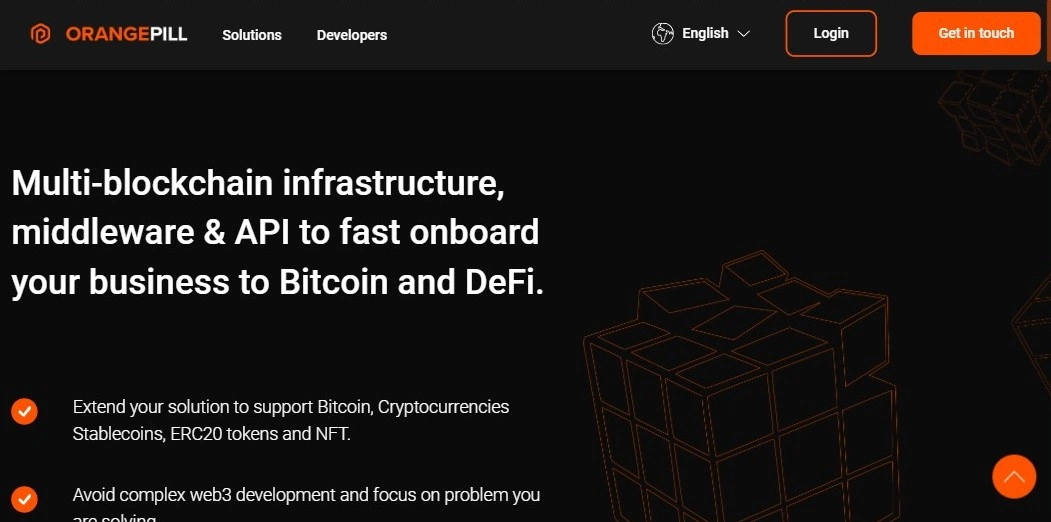 ORANGEPILL Solutions Developers English Login Get in touch
Multi-blockchain infrastructure,
middleware & API to fast onboard
your business to Bitcoin and DeFi.
Extend your solution to support Bitcoin, Cryptocurrencies
Stablecoins, ERC20 tokens and NFT.
Avoid complex web3 development and focus on problem you
are solving